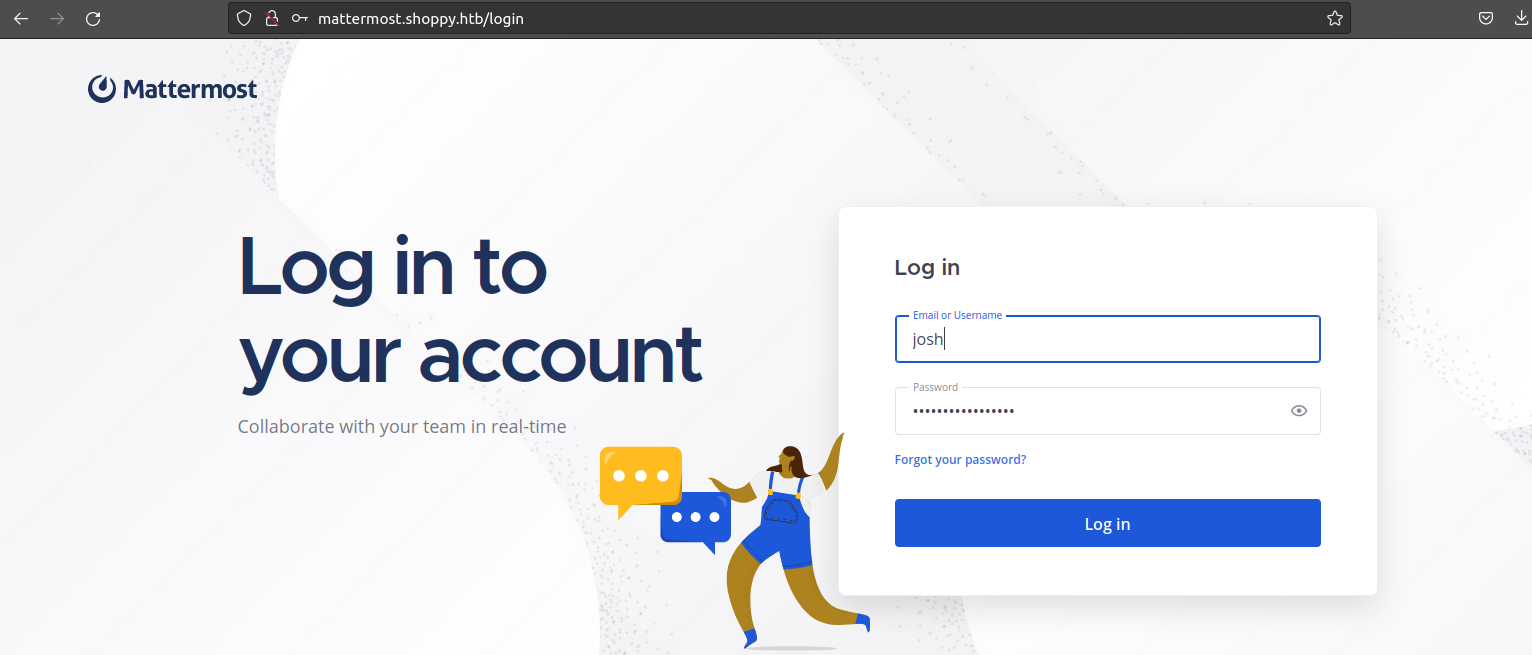 mattermost.shoppy.htb/login
Mattermost
Log in to
your account
Collaborate with your team in real-time
Log in
Email or Username
josh
Password
•••••••••••••••••
Forgot your password?
Log in